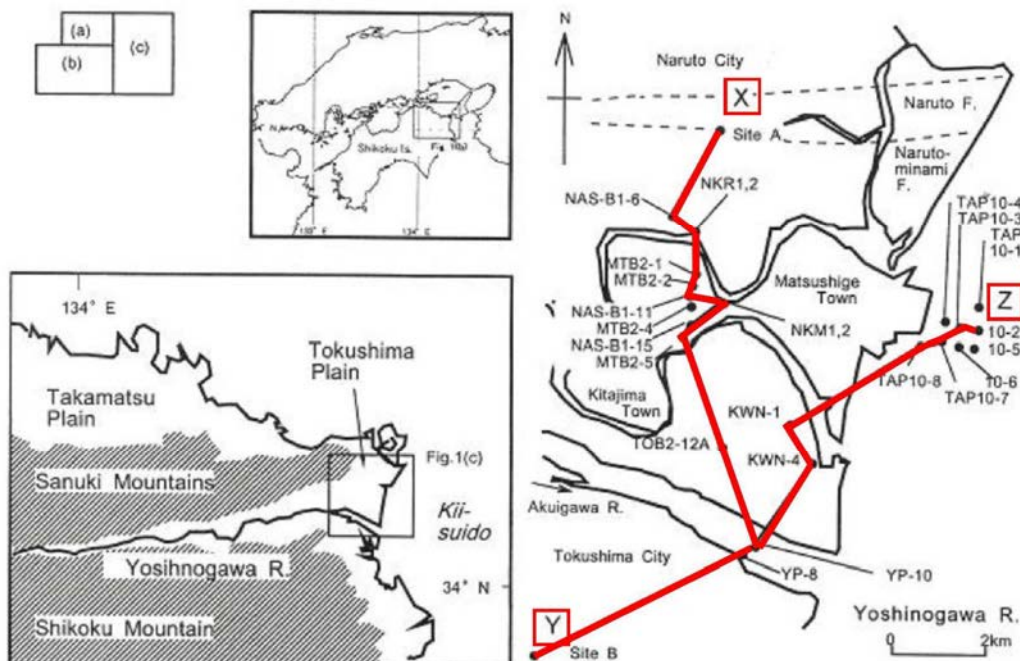 (a)
(b)
(c)
Shikoku Is.
Fig. 1(b)
133° E
134° E
134° E
Takamatsu
Plain
Tokushima
Plain
Sanuki Mountains
Fig.1(c)
Kii-
suido
Yosihnogawa R.
34° N
Shikoku Mountain
N
Naruto City
X
Site A
Naruto F.
Naruto-
minami
F.
NAS-B1-6
NKR1,2
TAP10-4
TAP10-3
TAP
10-1
MTB2-1
MTB2-2
Matsushige
Town
Z
NAS-B1-11
MTB2-4
NAS-B1-15
MTB2-5
NKM1,2
10-2
10-5
10-6
TAP10-7
TAP10-8
Kitajima
Town
KWN-1
TOB2-12A
KWN-4
Akuigawa R.
Tokushima City
YP-8
YP-10
Y
Site B
Yoshinogawa R.
0
2km